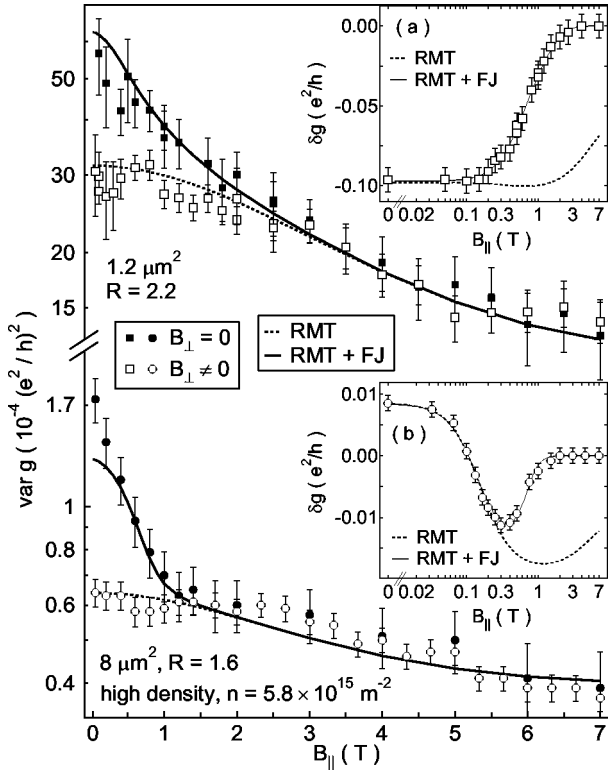 var g (10⁻⁴ (e² / h)²)
50
30
20
15
1.7
1
0.8
0.6
0.4
1.2 μm²
R = 2.2
B⊥ = 0
B⊥ ≠ 0
RMT
RMT + FJ
8 μm², R = 1.6
high density, n = 5.8 × 10¹⁵ m⁻²
0 1 2 3 4 5 6 7
B|| (T)
( a )
RMT
RMT + FJ
δg ( e²/h )
0.00
-0.05
-0.10
0 0.02 0.1 0.3 1 3 7
B|| (T)
( b )
δg ( e²/h )
0.01
0.00
-0.01
RMT
RMT + FJ
0 0.02 0.1 0.3 1 3 7
B|| (T)